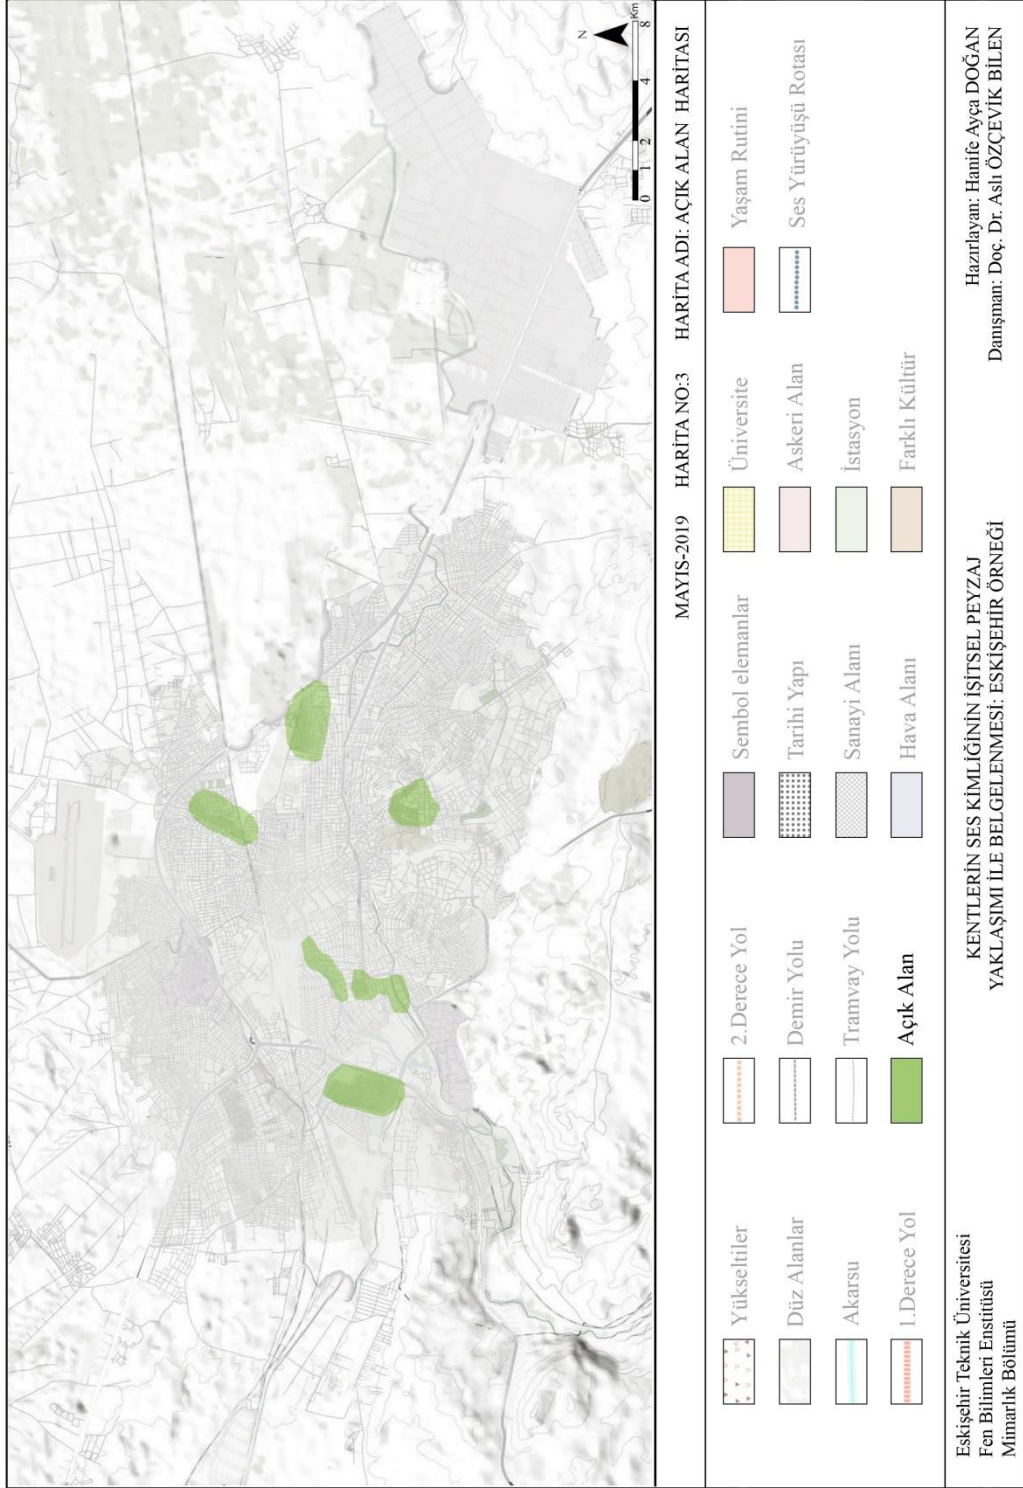 N
0 1 2 4 8 Km
MAYIS-2019 HARİTA NO:3 HARİTA ADI: AÇIK ALAN HARİTASI
Yükseltiler
2.Derece Yol
Sembol elemanlar
Üniversite
Yaşam Rutini
Düz Alanlar
Demir Yolu
Tarihi Yapı
Askeri Alan
Ses Yürüyüşü Rotası
Akarsu
Tramvay Yolu
Sanayi Alanı
İstasyon
1.Derece Yol
Açık Alan
Hava Alanı
Farklı Kültür
Eskişehir Teknik Üniversitesi
Fen Bilimleri Enstitüsü
Mimarlık Bölümü
KENTLERİN SES KİMLİĞİNİN İŞİTSEL PEYZAJ
YAKLAŞIMI İLE BELGELENMESİ: ESKİŞEHİR ÖRNEĞİ
Hazırlayan: Hanife Ayça DOĞAN
Danışman: Doç. Dr. Aslı ÖZÇEVİK BİLEN